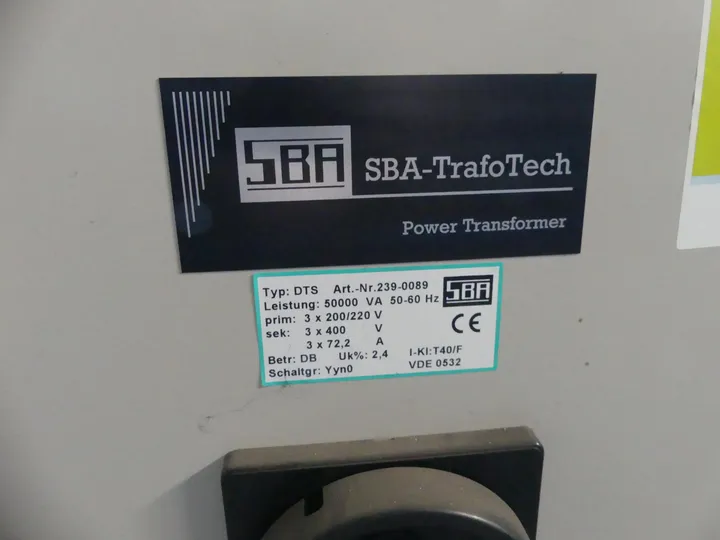 SBA SBA-TrafoTech
Power Transformer
Typ: DTS Art.-Nr.239-0089
Leistung: 50000 VA 50-60 Hz SBA
prim: 3 x 200/220 V
sek: 3 x 400 V CE
3 x 72,2 A
Betr: DB Uk%: 2,4 I-Kl:T40/F
Schaltgr: Yyn0 VDE 0532